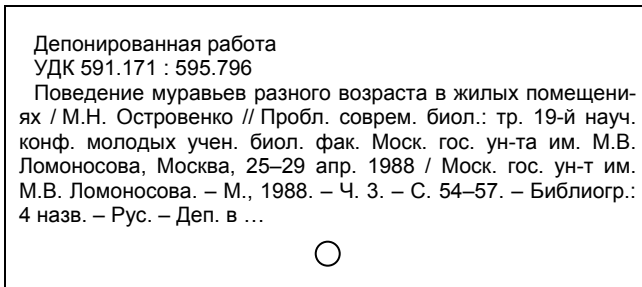 Депонированная работа
УДК 591.171 : 595.796
Поведение муравьев разного возраста в жилых помещени-
ях / М.Н. Островенко // Пробл. соврем. биол.: тр. 19-й науч.
конф. молодых учен. биол. фак. Моск. гос. ун-та им. М.В.
Ломоносова, Москва, 25–29 апр. 1988 / Моск. гос. ун-т им.
М.В. Ломоносова. – М., 1988. – Ч. 3. – С. 54–57. – Библиогр.:
4 назв. – Рус. – Деп. в …